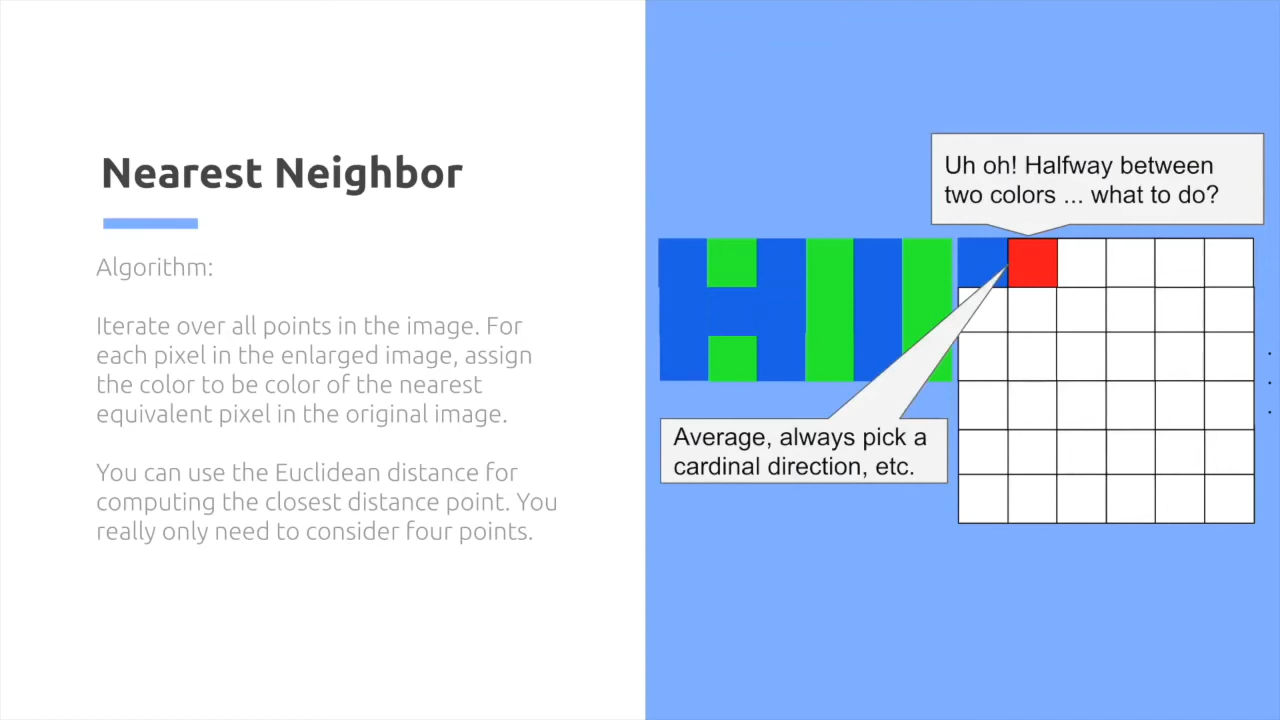 Nearest Neighbor
Algorithm:
Iterate over all points in the image. For
each pixel in the enlarged image, assign
the color to be color of the nearest
equivalent pixel in the original image.
You can use the Euclidean distance for
computing the closest distance point. You
really only need to consider four points.
Uh oh! Halfway between
two colors ... what to do?
Average, always pick a
cardinal direction, etc.